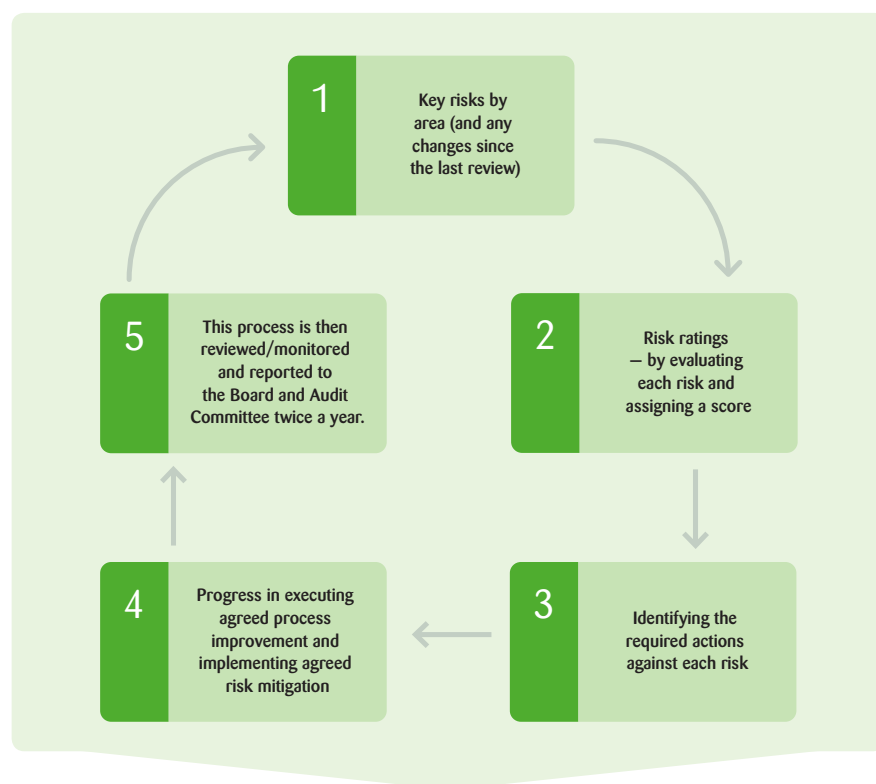 1
Key risks by
area (and any
changes since
the last review)
2
Risk ratings
– by evaluating
each risk and
assigning a score
3
Identifying the
required actions
against each risk
4
Progress in executing
agreed process
improvement and
implementing agreed
risk mitigation
5
This process is then
reviewed/monitored
and reported to
the Board and Audit
Committee twice a year.